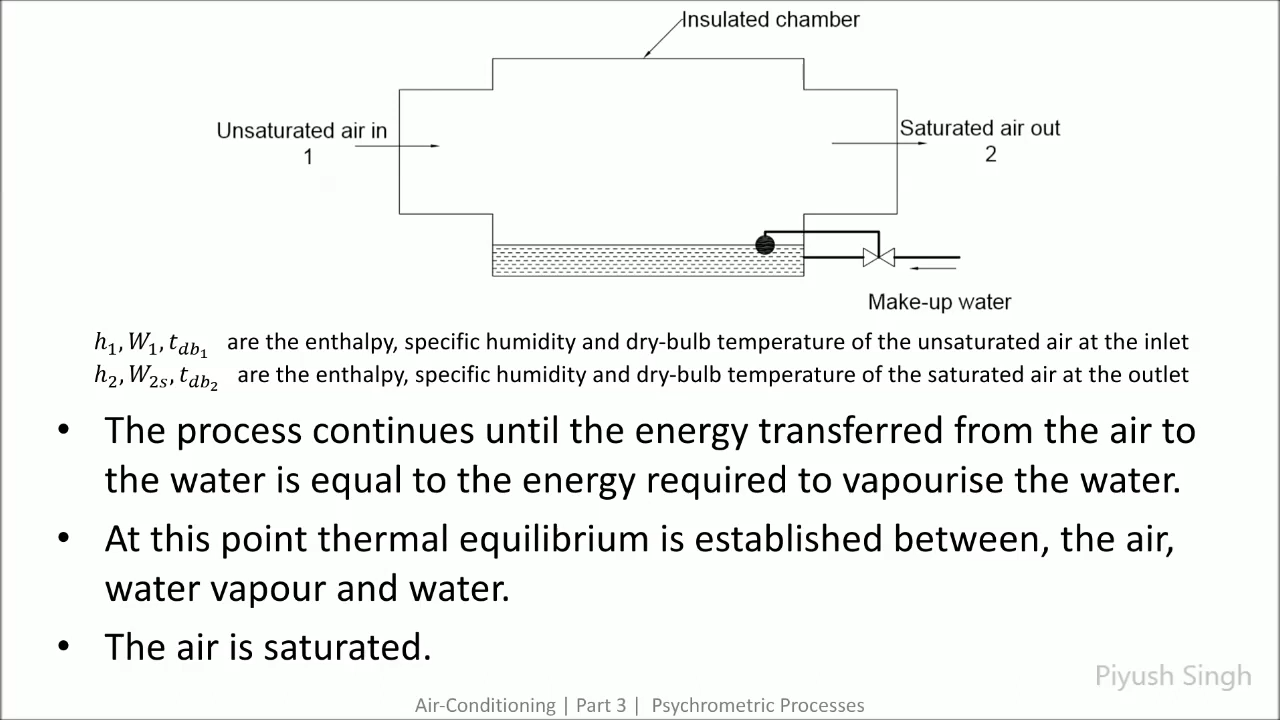 Insulated chamber
Unsaturated air in
1
Saturated air out
2
Make-up water
h₁, W₁, t_db₁ are the enthalpy, specific humidity and dry-bulb temperature of the unsaturated air at the inlet
h₂, W₂ₛ, t_db₂ are the enthalpy, specific humidity and dry-bulb temperature of the saturated air at the outlet
• The process continues until the energy transferred from the air to
the water is equal to the energy required to vapourise the water.
• At this point thermal equilibrium is established between, the air,
water vapour and water.
• The air is saturated.
Piyush Singh
Air-Conditioning | Part 3 | Psychrometric Processes